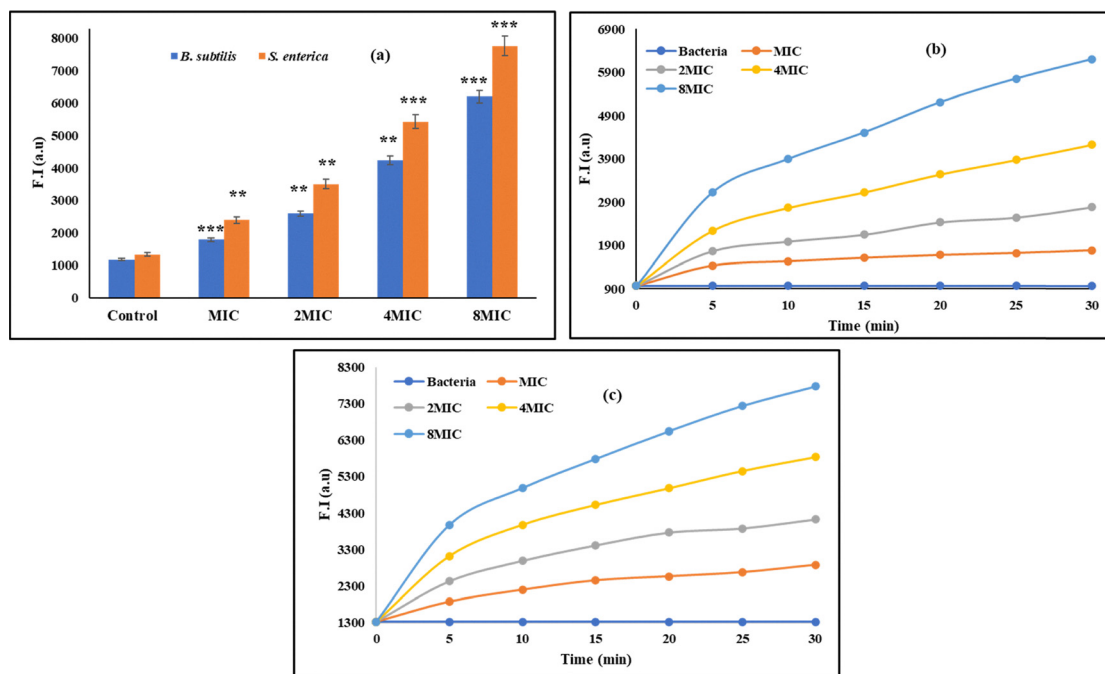 (a)
B. subtilis S. enterica
F.I (a.u)
8000
7000
6000
5000
4000
3000
2000
1000
0
*** ** ** ** ** *** *** ***
Control MIC 2MIC 4MIC 8MIC
(b)
Bacteria MIC
2MIC 4MIC
8MIC
F.I (a.u)
6900
5900
4900
3900
2900
1900
900
0 5 10 15 20 25 30
Time (min)
(c)
Bacteria MIC
2MIC 4MIC
8MIC
F.I (a.u)
8300
7300
6300
5300
4300
3300
2300
1300
0 5 10 15 20 25 30
Time (min)